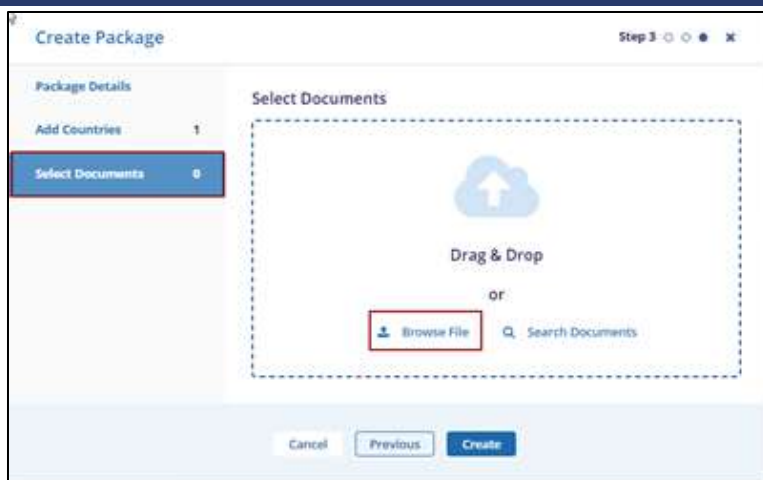 Create Package
Step 3
Package Details
Add Countries 1
Select Documents 0
Select Documents
Drag & Drop
or
Browse File
Search Documents
Cancel
Previous
Create